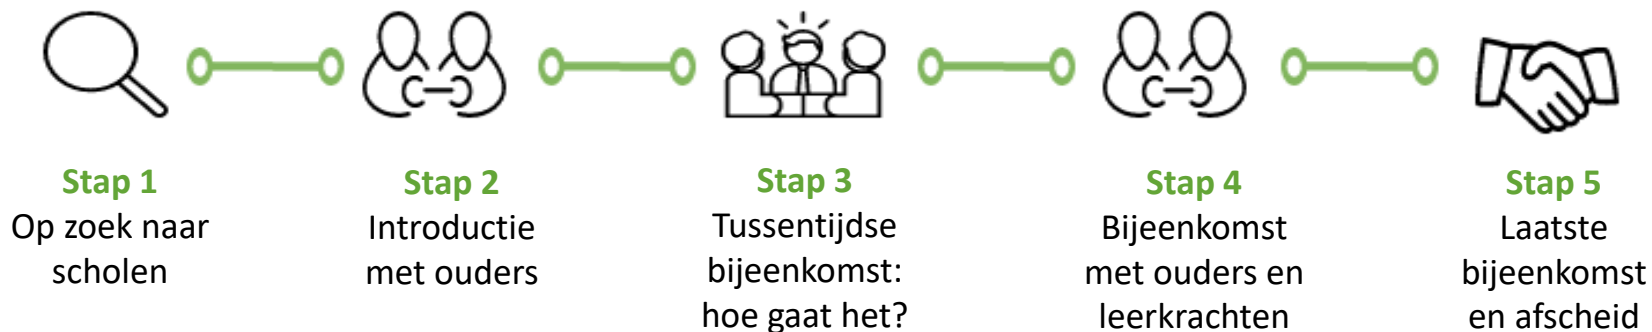 Stap 1
Op zoek naar
scholen
Stap 2
Introductie
met ouders
Stap 3
Tussentijdse
bijeenkomst:
hoe gaat het?
Stap 4
Bijeenkomst
met ouders en
leerkrachten
Stap 5
Laatste
bijeenkomst
en afscheid